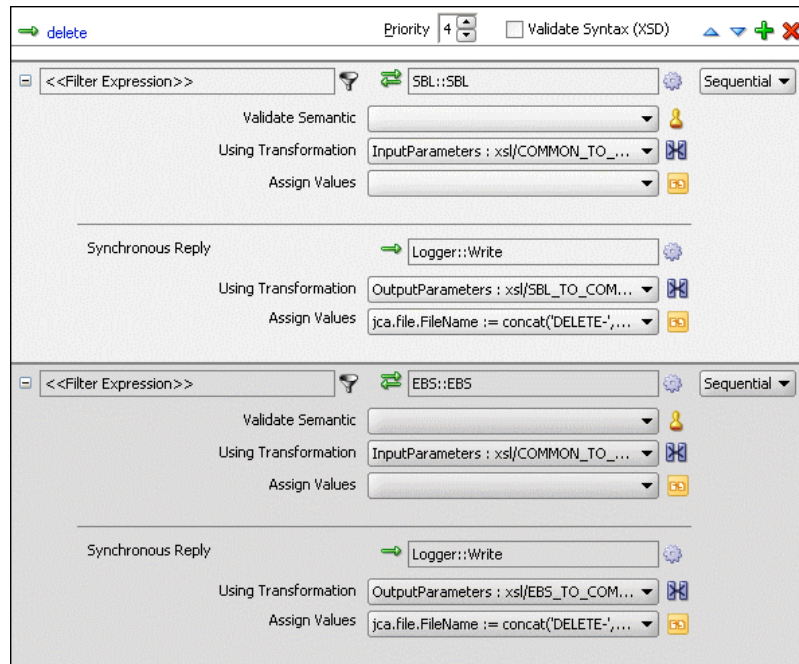 delete Priority 4 Validate Syntax (XSD)
<<Filter Expression>> SBL::SBL Sequential
Validate Semantic
Using Transformation InputParameters : xsl/COMMON_TO_...
Assign Values
Synchronous Reply Logger::Write
Using Transformation OutputParameters : xsl/SBL_TO_COM...
Assign Values jca.file.FileName := concat('DELETE-',...
<<Filter Expression>> EBS::EBS Sequential
Validate Semantic
Using Transformation InputParameters : xsl/COMMON_TO_...
Assign Values
Synchronous Reply Logger::Write
Using Transformation OutputParameters : xsl/EBS_TO_COM...
Assign Values jca.file.FileName := concat('DELETE-',...